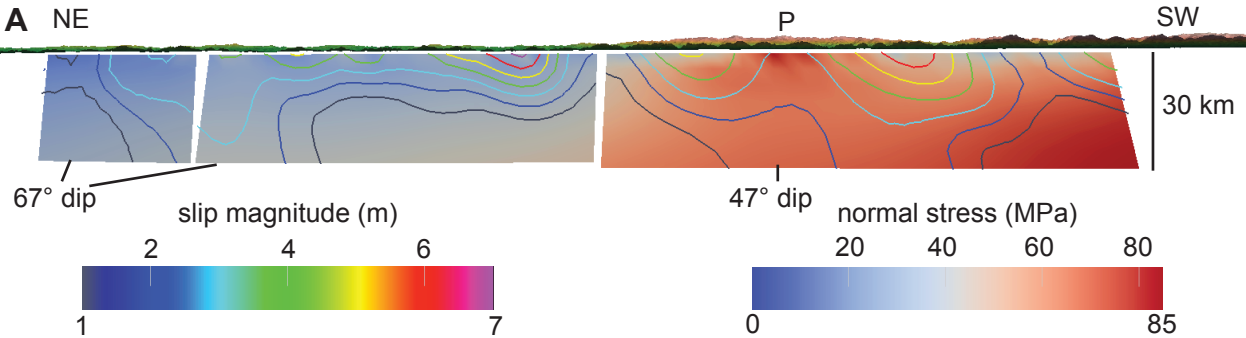 A NE P SW
30 km
67° dip 47° dip
slip magnitude (m) normal stress (MPa)
2 4 6 20 40 60 80
1 7 0 85